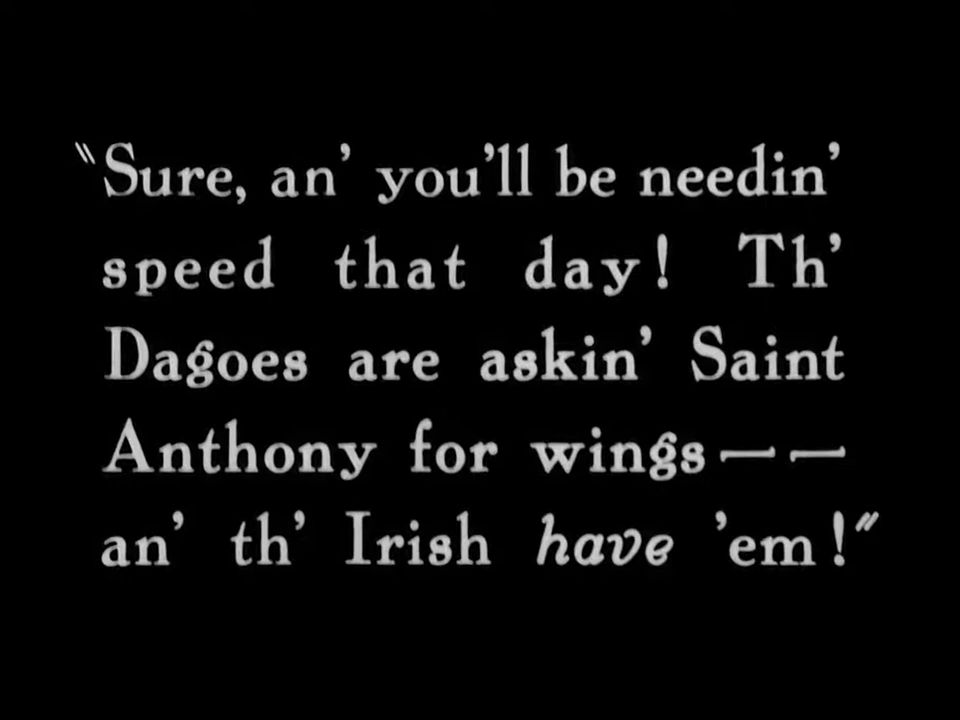 "Sure, an' you'll be needin'
speed that day! Th'
Dagoes are askin' Saint
Anthony for wings——
an' th' Irish have 'em!"